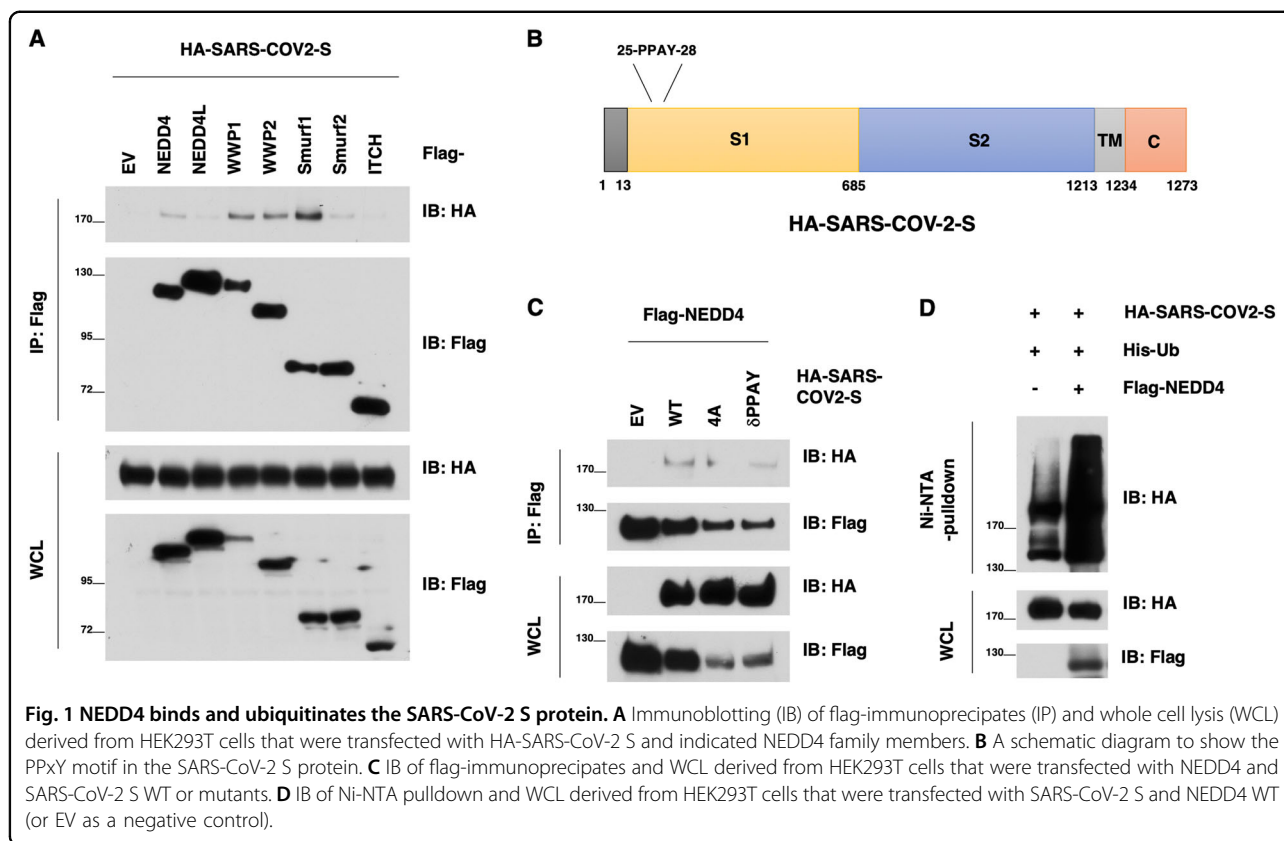 A
HA-SARS-COV2-S
EV
NEDD4
NEDD4L
WWP1
WWP2
Smurf1
Smurf2
ITCH
Flag-
IP: Flag
170
IB: HA
130
95
72
IB: Flag
WCL
IB: HA
95
72
IB: Flag
B
25-PPAY-28
S1
S2
TM
C
1 13 685 1213 1234 1273
HA-SARS-COV-2-S
C
Flag-NEDD4
EV
WT
4A
δPPAY
HA-SARS-
COV2-S
IP: Flag
170
IB: HA
130
IB: Flag
WCL
170
IB: HA
130
IB: Flag
D
+ + HA-SARS-COV2-S
+ + His-Ub
- + Flag-NEDD4
Ni-NTA
-pulldown
170
130
IB: HA
WCL
170
IB: HA
130
IB: Flag
Fig. 1 NEDD4 binds and ubiquitinates the SARS-CoV-2 S protein. A Immunoblotting (IB) of flag-immunoprecipates (IP) and whole cell lysis (WCL)
derived from HEK293T cells that were transfected with HA-SARS-CoV-2 S and indicated NEDD4 family members. B A schematic diagram to show the
PPxY motif in the SARS-CoV-2 S protein. C IB of flag-immunoprecipates and WCL derived from HEK293T cells that were transfected with NEDD4 and
SARS-CoV-2 S WT or mutants. D IB of Ni-NTA pulldown and WCL derived from HEK293T cells that were transfected with SARS-CoV-2 S and NEDD4 WT
(or EV as a negative control).